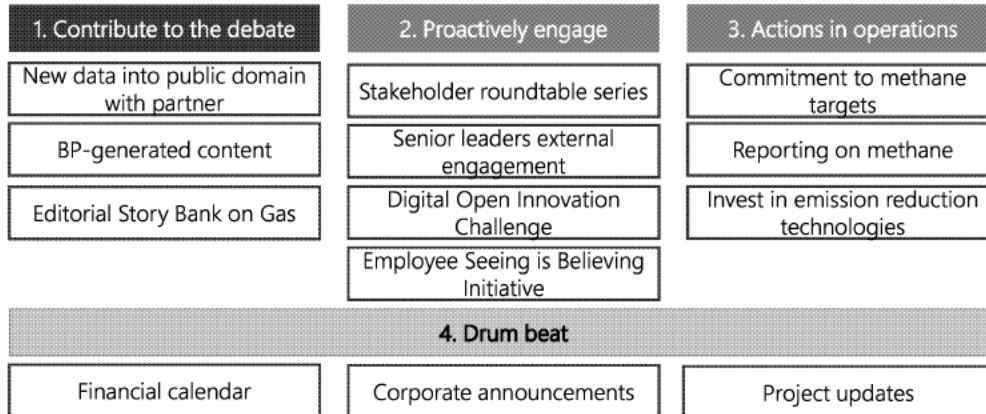 1. Contribute to the debate
New data into public domain
with partner
BP-generated content
Editorial Story Bank on Gas
2. Proactively engage
Stakeholder roundtable series
Senior leaders external
engagement
Digital Open Innovation
Challenge
Employee Seeing is Believing
Initiative
3. Actions in operations
Commitment to methane
targets
Reporting on methane
Invest in emission reduction
technologies
4. Drum beat
Financial calendar
Corporate announcements
Project updates